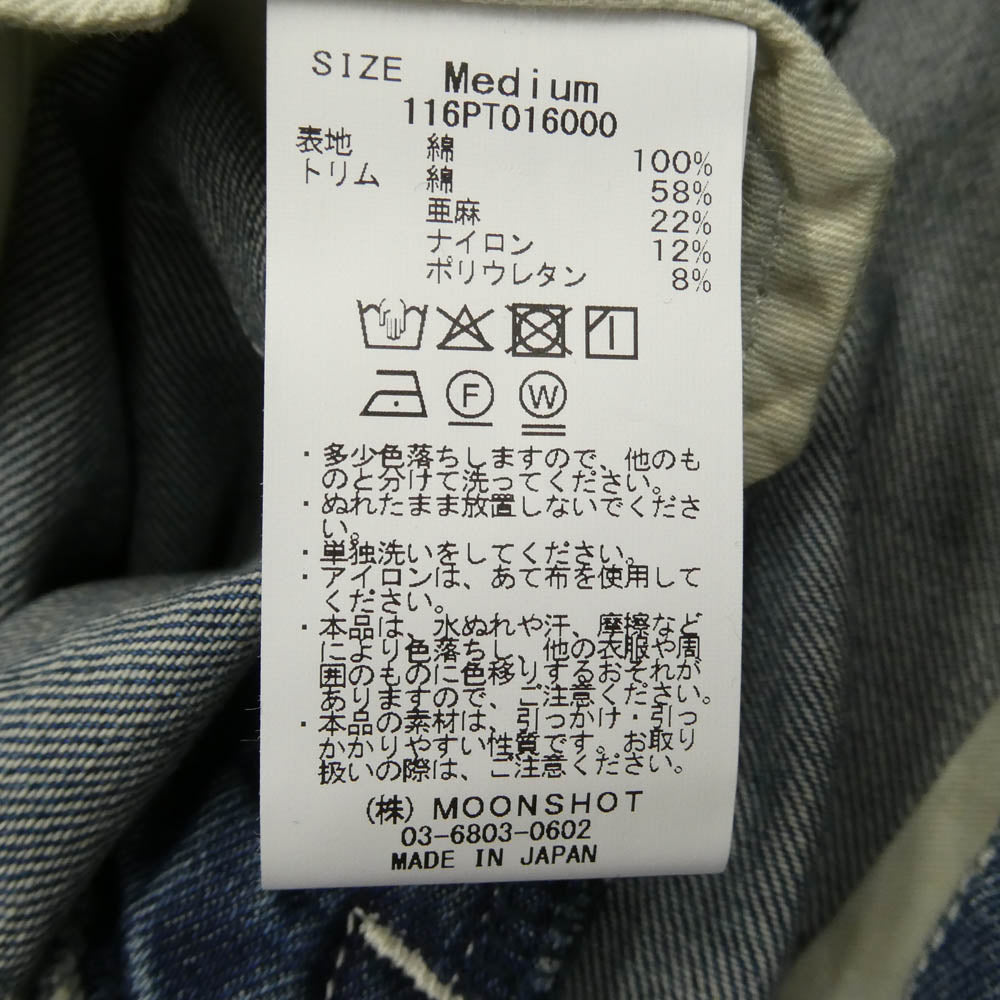 SIZE Medium
116PT016000
表地 綿 100%
トリム 綿 58%
亜麻 22%
ナイロン 12%
ポリウレタン 8%
F W
・多少色落ちしますので、他のも
のと分けて洗ってください。
・ぬれたまま放置しないでくださ
い。
・単独洗いをしてください。
・アイロンは、あて布を使用して
ください。
・本品は、水ぬれや汗、摩擦など
により色落ちし、他の衣服や周
囲のものに色移りするおそれが
ありますので、ご注意ください。
・本品の素材は、引っかけ・引っ
かかりやすい性質です。お取り
扱いの際は、ご注意ください。
(株) MOONSHOT
03-6803-0602
MADE IN JAPAN